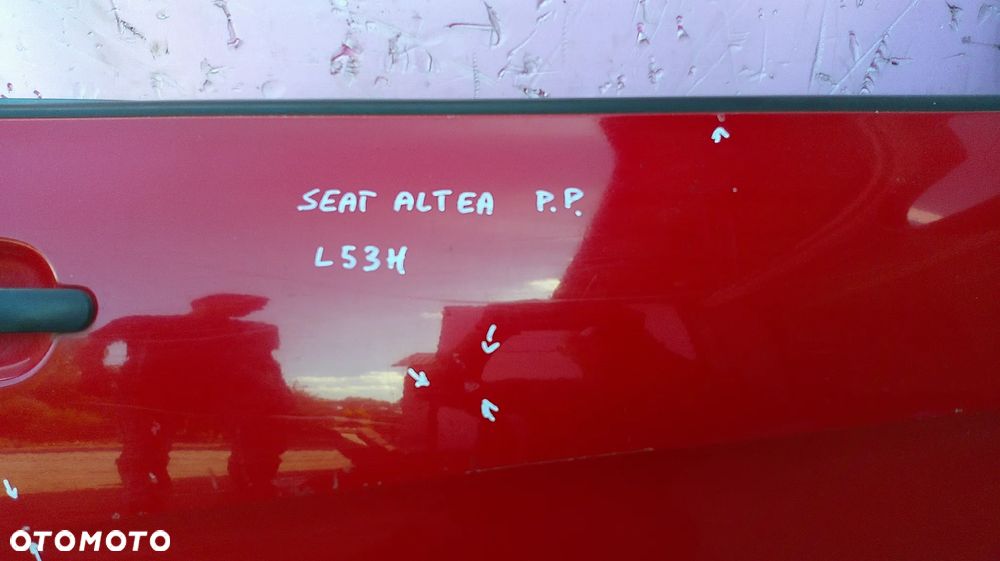 SEAT ALTEA P.P.
L53H
OTOMOTO